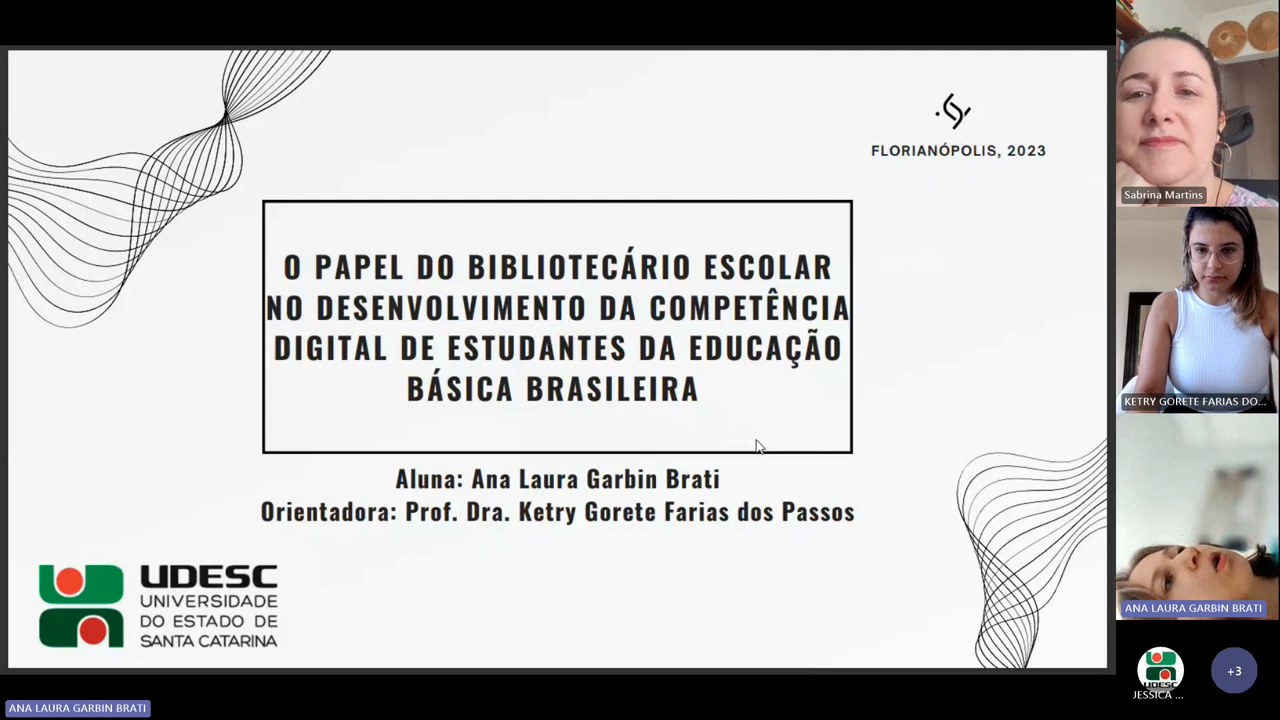 FLORIANÓPOLIS, 2023
O PAPEL DO BIBLIOTECÁRIO ESCOLAR
NO DESENVOLVIMENTO DA COMPETÊNCIA
DIGITAL DE ESTUDANTES DA EDUCAÇÃO
BÁSICA BRASILEIRA
Aluna: Ana Laura Garbin Brati
Orientadora: Prof. Dra. Ketry Gorete Farias dos Passos
UDESC
UNIVERSIDADE
DO ESTADO DE
SANTA CATARINA
Sabrina Martins
KETRY GORETE FARIAS DO...
ANA LAURA GARBIN BRATI
UDESC
JESSICA ...
+3
ANA LAURA GARBIN BRATI